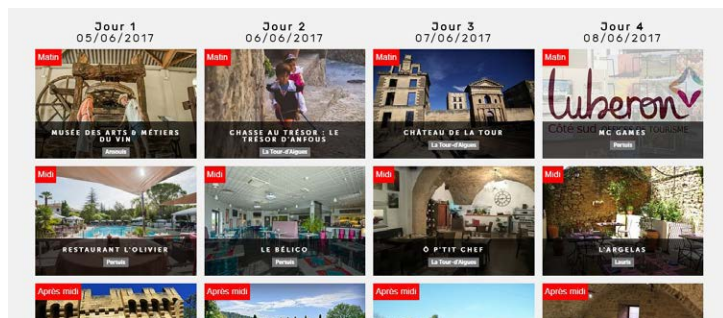 Jour 1
05/06/2017
Jour 2
06/06/2017
Jour 3
07/06/2017
Jour 4
08/06/2017
Matin
MUSÉE DES ARTS & MÉTIERS
DU VIN
Ansouis
Matin
CHASSE AU TRÉSOR : LE
TRÉSOR D'ANFOUS
La Tour-d'Aigues
Matin
CHÂTEAU DE LA TOUR
La Tour-d'Aigues
Matin
Luberon
Côté sud
TOURISME
MC GAMES
Pertuis
Midi
RESTAURANT L'OLIVIER
Pertuis
Midi
LE BÉLICO
Pertuis
Midi
Ô P'TIT CHEF
La Tour-d'Aigues
Midi
L'ARGELAS
Lauris
Après midi
Après midi
Après midi
Après midi